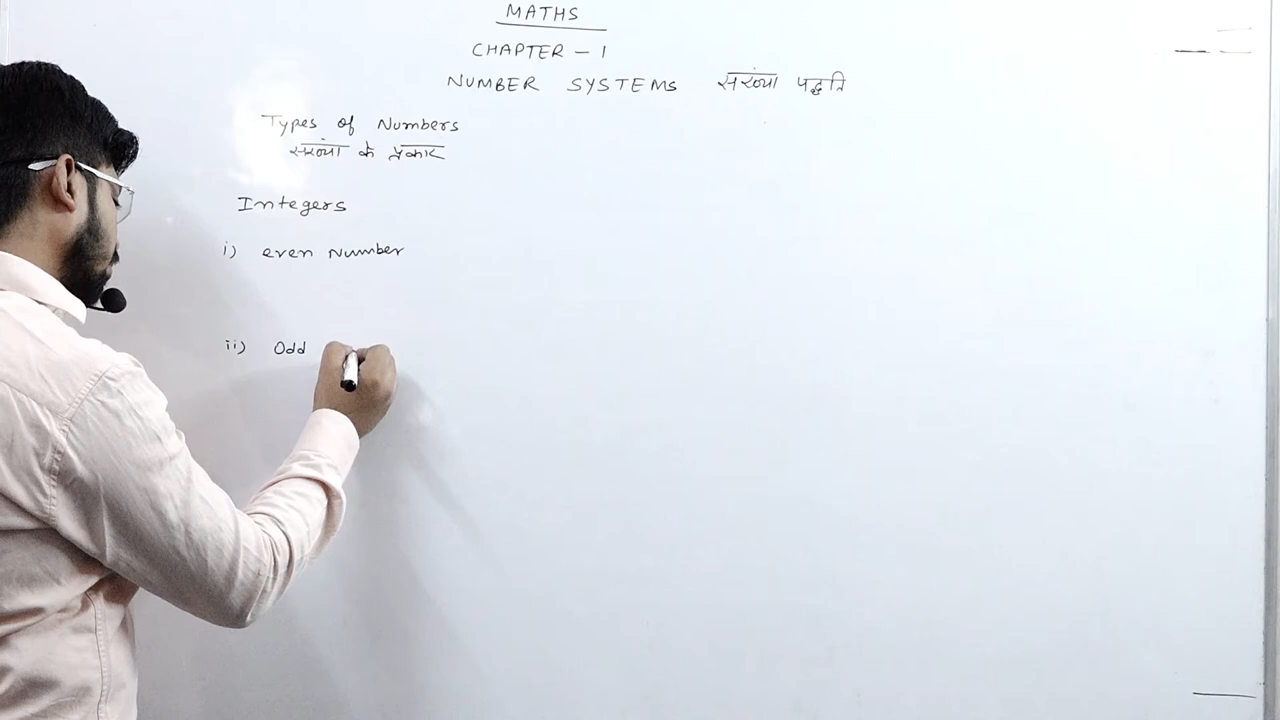 MATHS
CHAPTER - 1
NUMBER SYSTEMS संख्या पद्धति
Types of Numbers
संख्या के प्रकार
Integers
i) even Number
ii) Odd